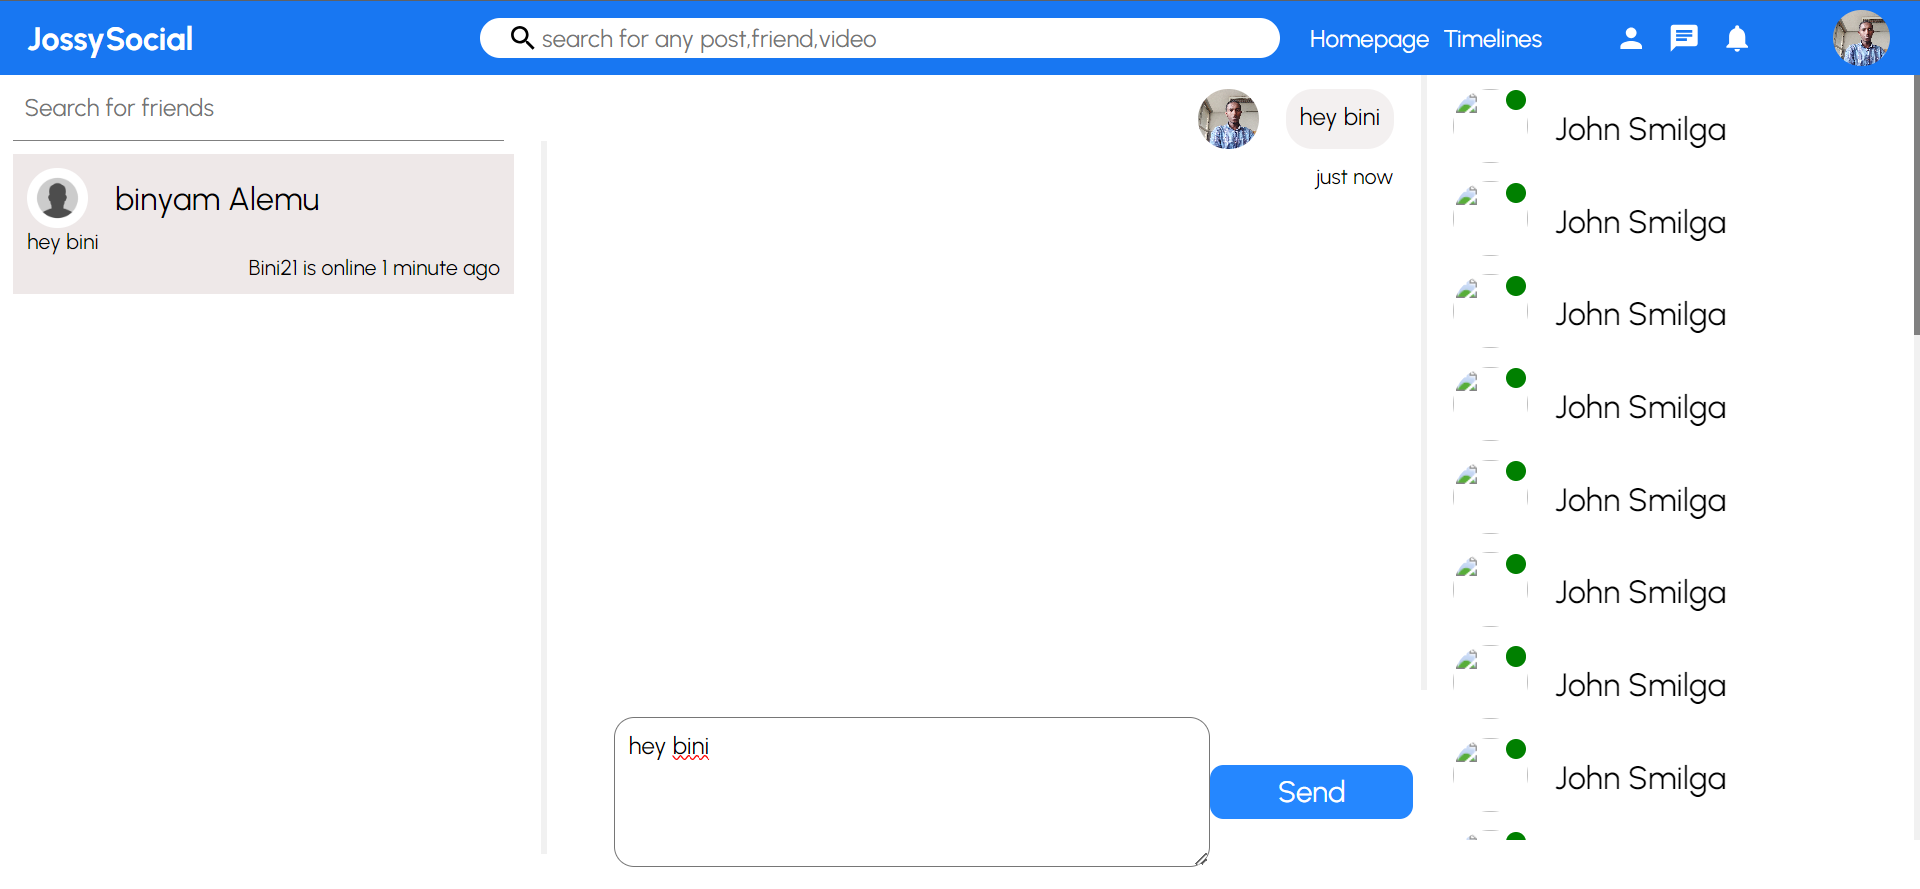 JossySocial
search for any post,friend,video
Homepage Timelines
Search for friends
binyam Alemu
hey bini
Bini21 is online 1 minute ago
hey bini
just now
hey bini
Send
John Smilga
John Smilga
John Smilga
John Smilga
John Smilga
John Smilga
John Smilga
John Smilga